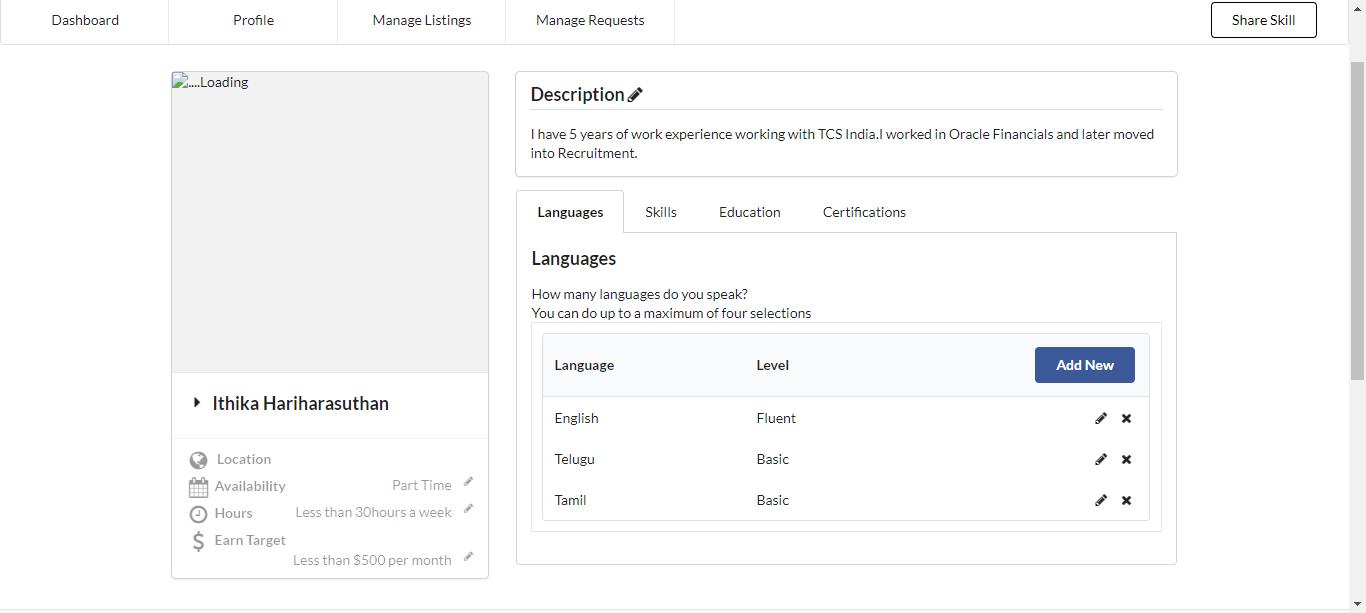 Dashboard Profile Manage Listings Manage Requests Share Skill
....Loading
Ithika Hariharasuthan
Location
Availability Part Time
Hours Less than 30hours a week
Earn Target
Less than $500 per month
Description
I have 5 years of work experience working with TCS India.I worked in Oracle Financials and later moved
into Recruitment.
Languages Skills Education Certifications
Languages
How many languages do you speak?
You can do up to a maximum of four selections
Language Level Add New
English Fluent
Telugu Basic
Tamil Basic